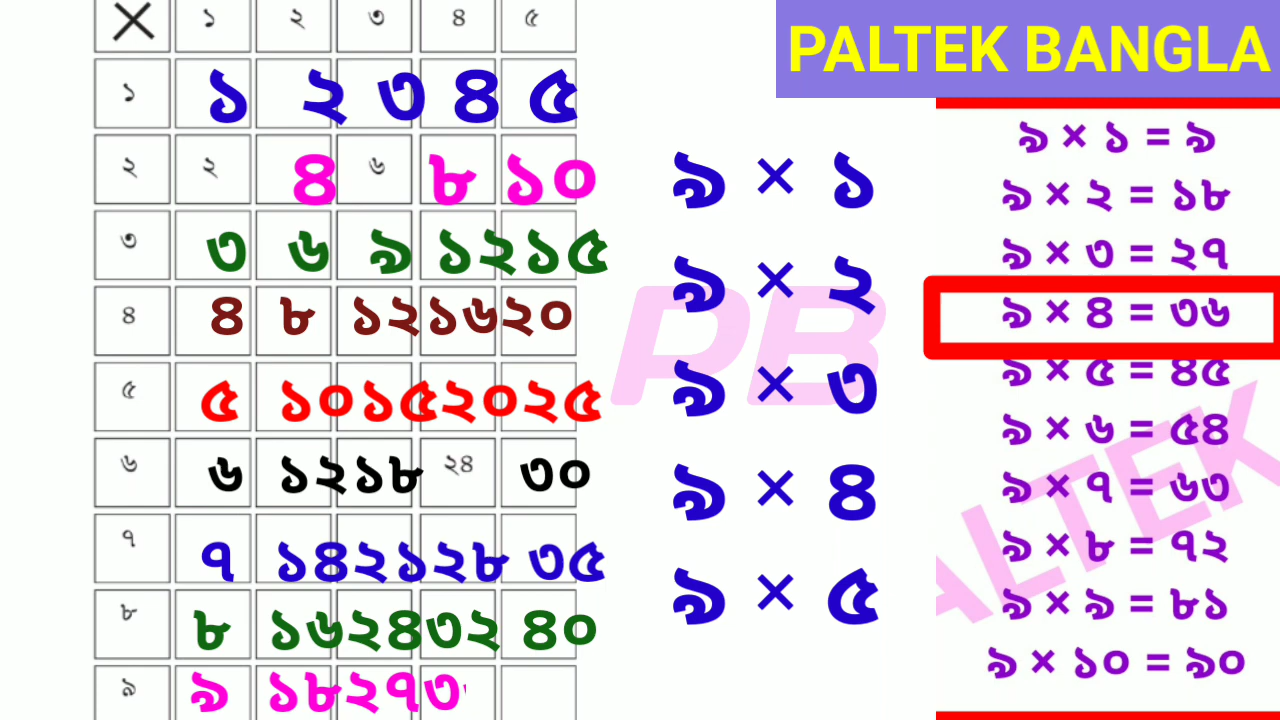 × ১ ২ ৩ ৪ ৫
১ ১ ২ ৩ ৪ ৫
২ ২ ৪ ৬ ৮ ১০
৩ ৩ ৬ ৯ ১২ ১৫
৪ ৪ ৮ ১২ ১৬ ২০
৫ ৫ ১০ ১৫ ২০ ২৫
৬ ৬ ১২ ১৮ ২৪ ৩০
৭ ৭ ১৪ ২১ ২৮ ৩৫
৮ ৮ ১৬ ২৪ ৩২ ৪০
৯ ৯ ১৮ ২৭ ৩
৯ × ১
৯ × ২
৯ × ৩
৯ × ৪
৯ × ৫
PB
PALTEK BANGLA
৯ × ১ = ৯
৯ × ২ = ১৮
৯ × ৩ = ২৭
৯ × ৪ = ৩৬
৯ × ৫ = ৪৫
৯ × ৬ = ৫৪
৯ × ৭ = ৬৩
৯ × ৮ = ৭২
৯ × ৯ = ৮১
৯ × ১০ = ৯০
ALTEK